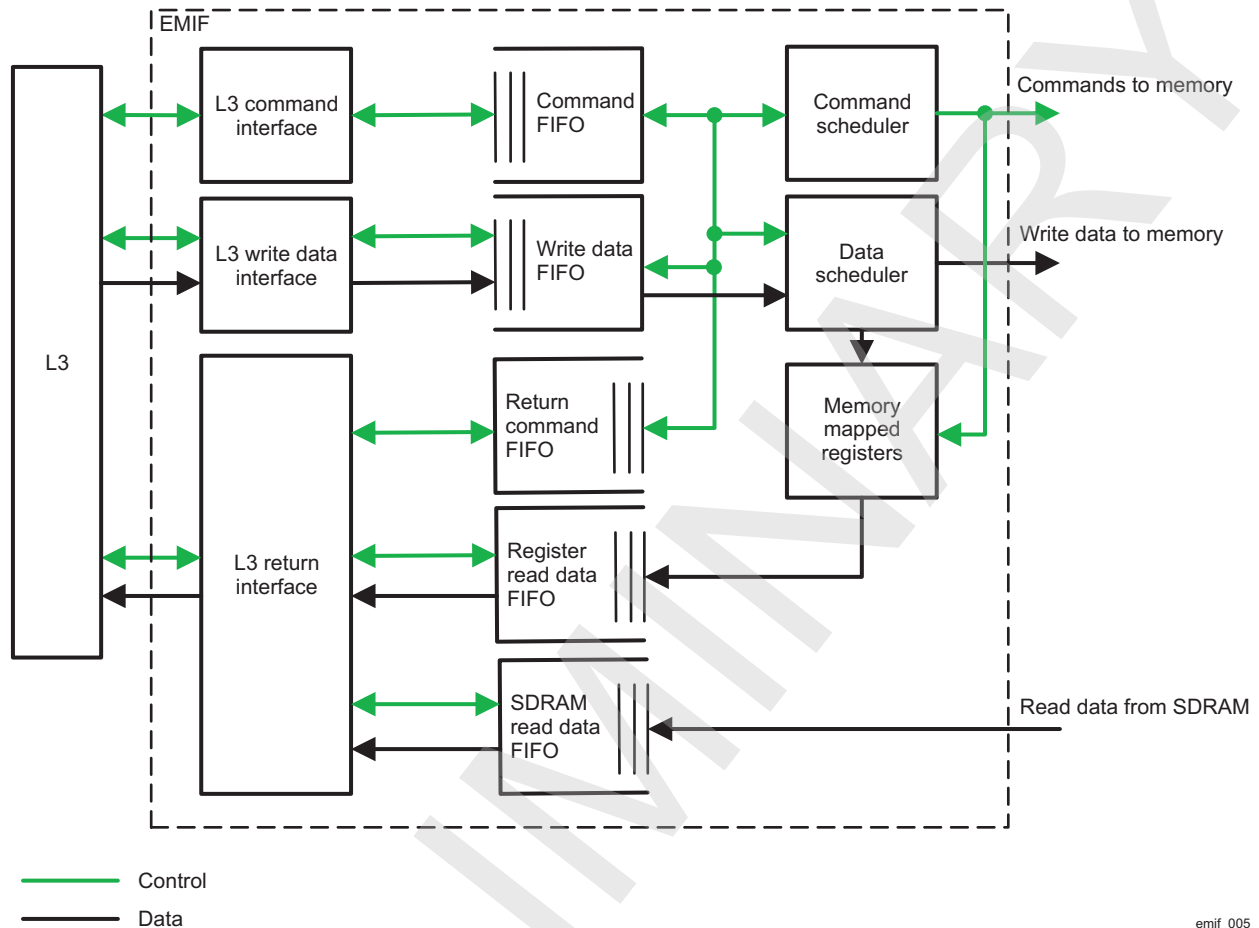 EMIF
L3
L3 command
interface
Command
FIFO
Command
scheduler
Commands to memory
L3 write data
interface
Write data
FIFO
Data
scheduler
Write data to memory
Return
command
FIFO
Memory
mapped
registers
L3 return
interface
Register
read data
FIFO
SDRAM
read data
FIFO
Read data from SDRAM
Control
Data
emif_005
IMINARY